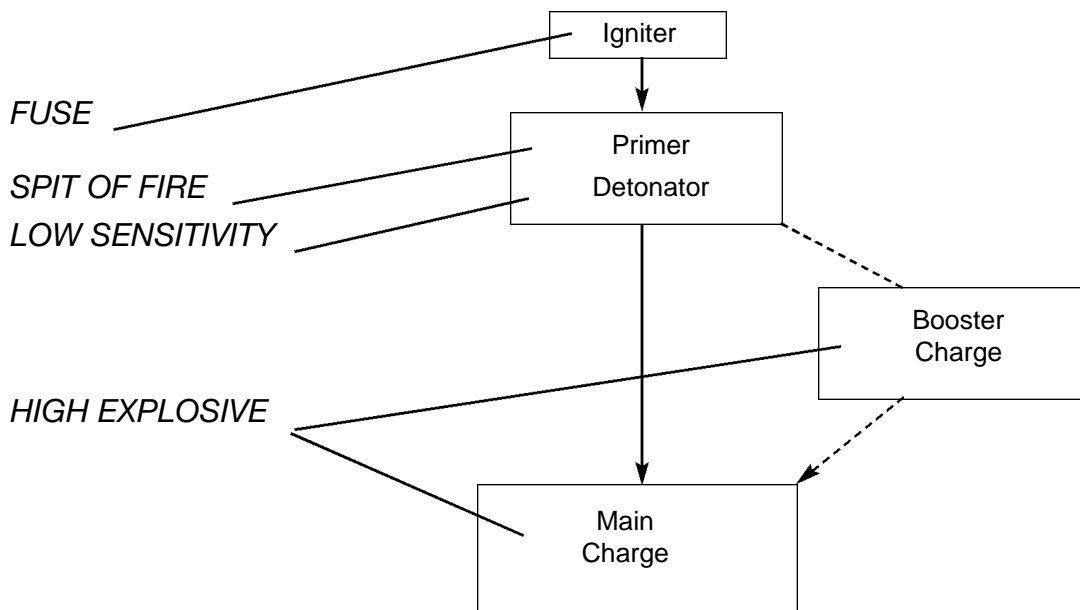 Igniter
FUSE
Primer
SPIT OF FIRE
Detonator
LOW SENSITIVITY
Booster
Charge
HIGH EXPLOSIVE
Main
Charge